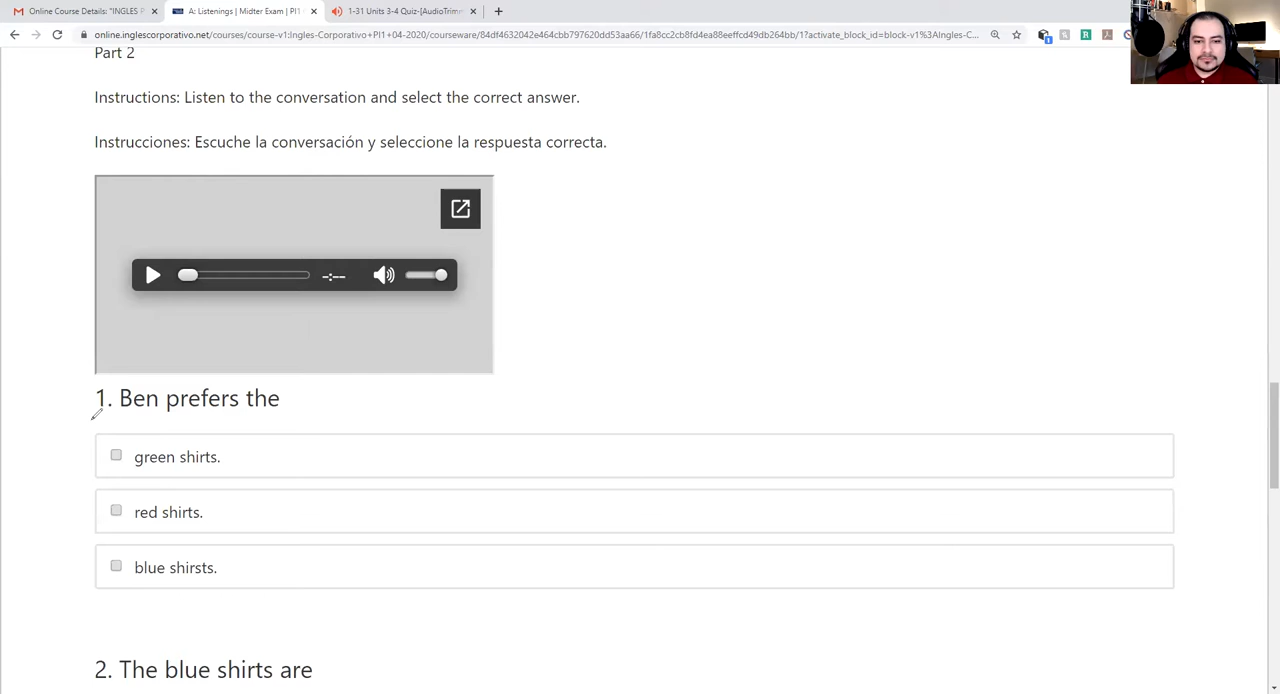 Online Course Details: "INGLES P
A: Listenings | Midter Exam | PI1
1-31 Units 3-4 Quiz-[AudioTrimm
online.inglescorporativo.net/courses/course-v1:Ingles-Corporativo+PI1+04-2020/courseware/84df4632042e464cbb797620dd53aa66/1fa8cc2cb8fd4ea88eeffcd49db264bb/1?activate_block_id=block-v1%3AIngles-C...
Part 2
Instructions: Listen to the conversation and select the correct answer.
Instrucciones: Escuche la conversación y seleccione la respuesta correcta.
-:--
1. Ben prefers the
green shirts.
red shirts.
blue shirsts.
2. The blue shirts are